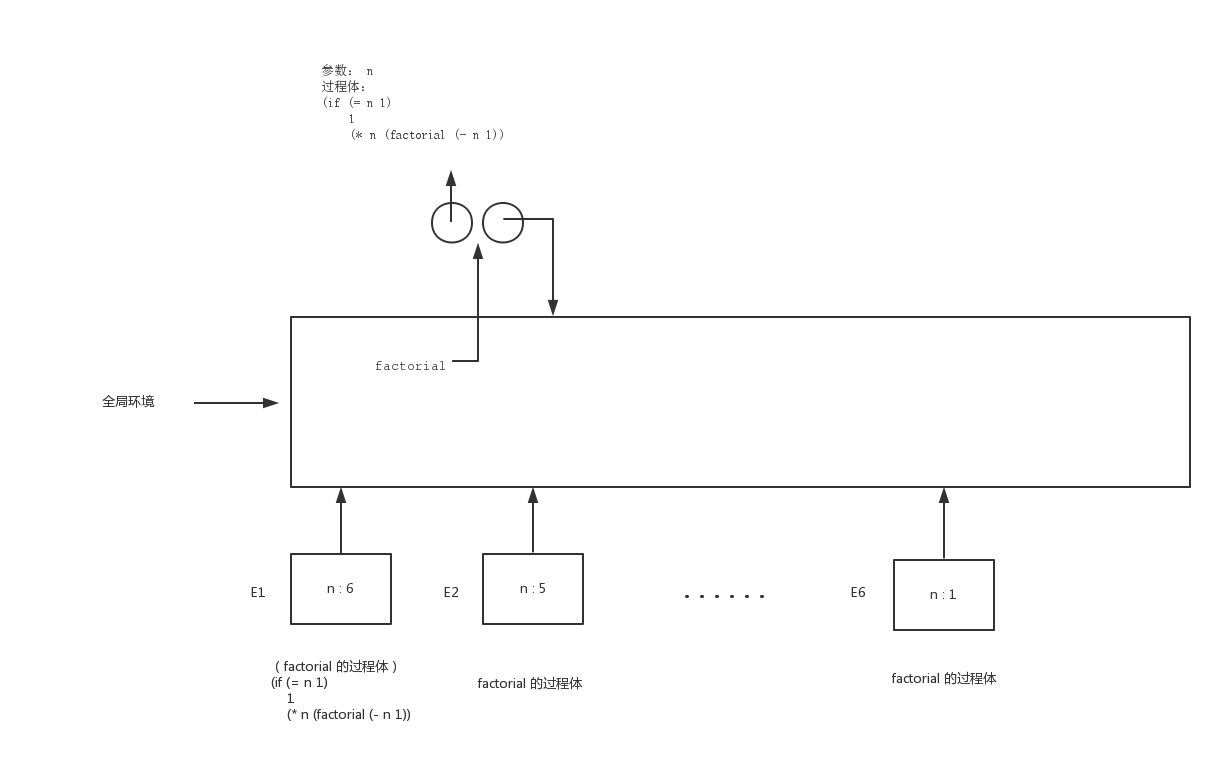 参数: n
过程体:
(if (= n 1)
1
(* n (factorial (- n 1))
factorial
全局环境
E1
n : 6
E2
n : 5
......
E6
n : 1
( factorial 的过程体 )
(if (= n 1)
1
(* n (factorial (- n 1))
factorial 的过程体
factorial 的过程体